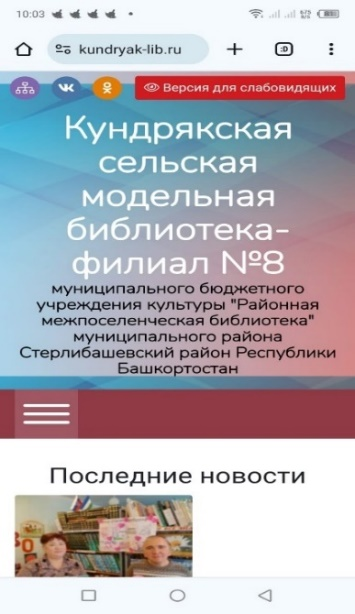 10:03
kundryak-lib.ru
Версия для слабовидящих
Кундрякская
сельская
модельная
библиотека-
филиал №8
муниципального бюджетного
учреждения культуры "Районная
межпоселенческая библиотека"
муниципального района
Стерлибашевский район Республики
Башкортостан
Последние новости